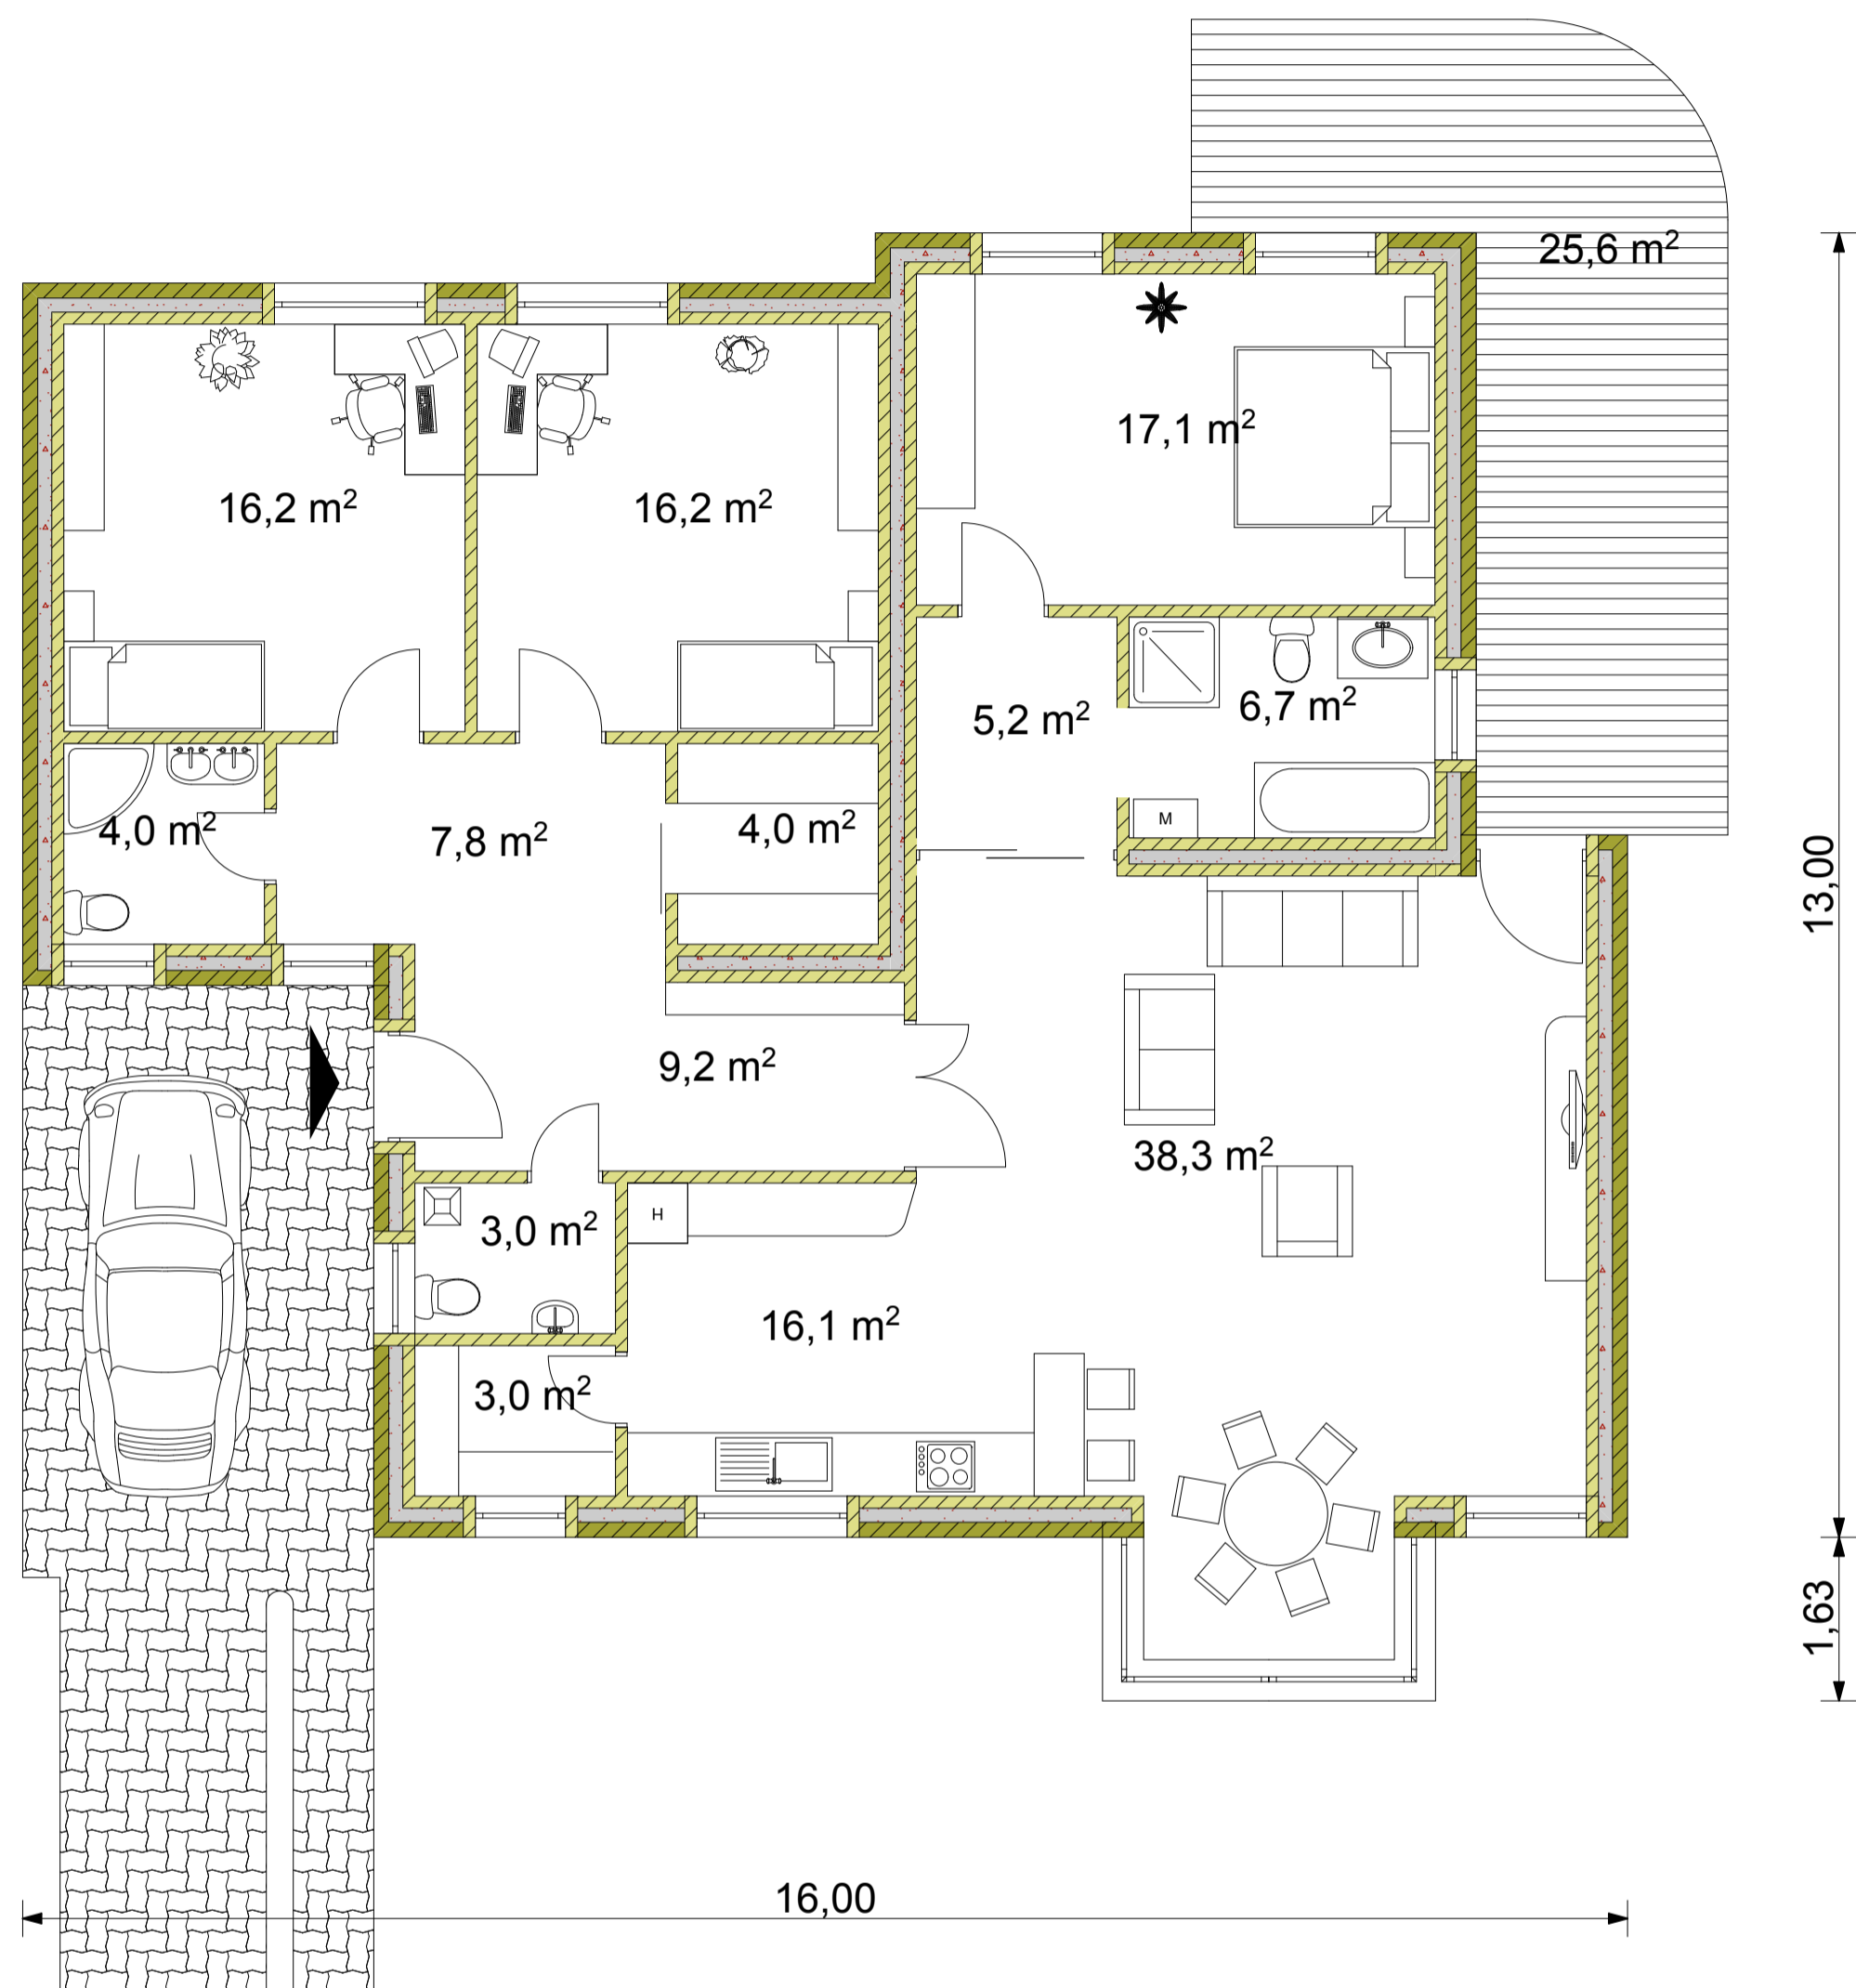 25,6 m²
17,1 m²
16,2 m²
16,2 m²
5,2 m²
6,7 m²
M
4,0 m²
7,8 m²
4,0 m²
13,00
9,2 m²
38,3 m²
H
3,0 m²
16,1 m²
3,0 m²
1,63
16,00